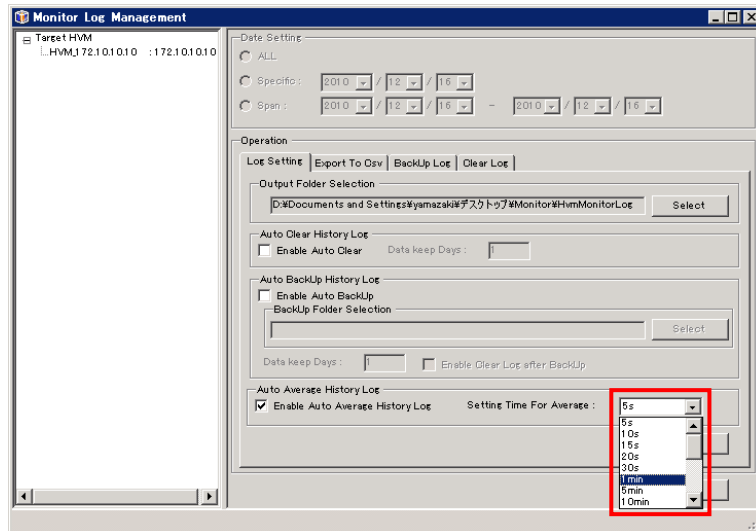 Monitor Log Management
Target HVM
HVM_172.10.10.10 : 172.10.10.10
Date Setting
ALL
Specific : 2010 / 12 / 16
Span : 2010 / 12 / 16 - 2010 / 12 / 16
Operation
Log Setting Export To Csv BackUp Log Clear Log
Output Folder Selection
D:¥Documents and Settings¥yamazaki¥デスクトップ¥Monitor¥HvmMonitorLog Select
Auto Clear History Log
Enable Auto Clear Data keep Days : 1
Auto BackUp History Log
Enable Auto BackUp
BackUp Folder Selection
Select
Data keep Days : 1 Enable Clear Log after BackUp
Auto Average History Log
Enable Auto Average History Log Setting Time For Average : 5s
5s
10s
15s
20s
30s
1min
5min
10min